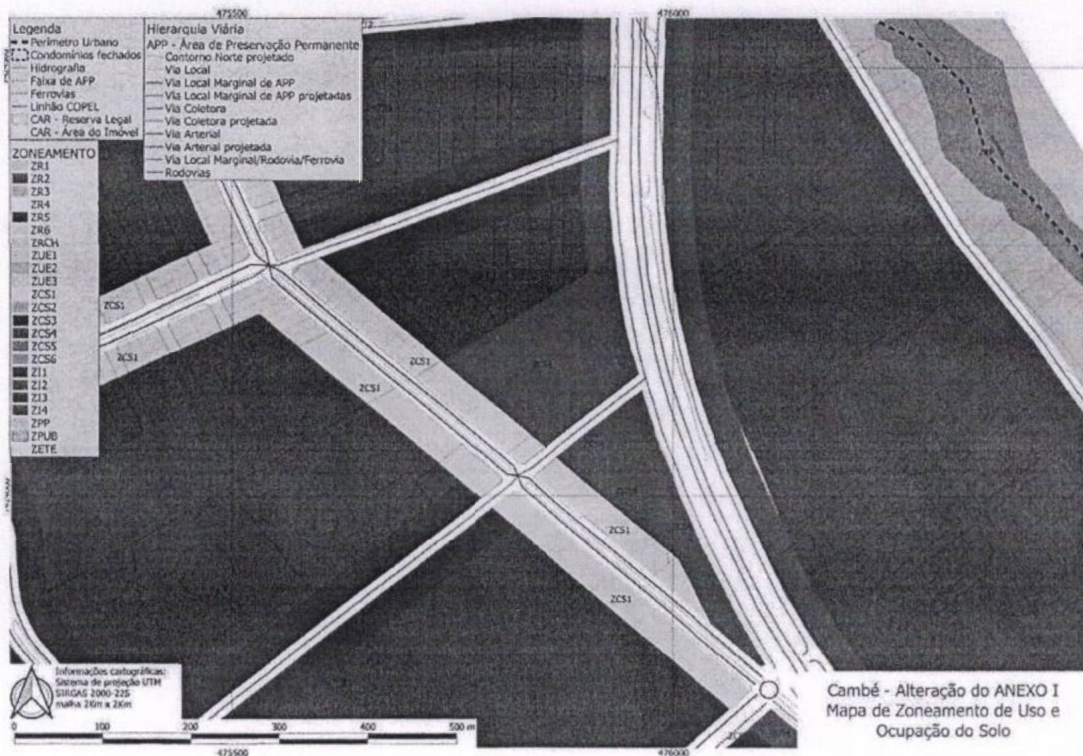 475500
476000
Legenda
Perímetro Urbano
Condomínios fechados
Hidrografia
Faixa de APP
Ferrovias
Linhão COPEL
CAR - Reserva Legal
CAR - Área do Imóvel
Hierarquia Viária
APP - Área de Preservação Permanente
Contorno Norte projetado
Via Local
Via Local Marginal de APP
Via Local Marginal de APP projetadas
Via Coletora
Via Coletora projetada
Via Arterial
Via Arterial projetada
Via Local Marginal/Rodovia/Ferrovia
Rodovias
ZONEAMENTO
ZR1
ZR2
ZR3
ZR4
ZR5
ZR6
ZRCH
ZUE1
ZUE2
ZUE3
ZCS1
ZCS2
ZCS3
ZCS4
ZCS5
ZCS6
ZI1
ZI2
ZI3
ZI4
ZPP
ZPUB
ZETE
ZCS1
ZCS1
ZCS1
ZCS1
ZCS1
ZCS1
Informações cartográficas:
Sistema de projeção UTM
SIRGAS 2000-22S
malha 2Km x 2Km
0 100 200 300 400 500 m
475500
476000
Cambé - Alteração do ANEXO I
Mapa de Zoneamento de Uso e
Ocupação do Solo